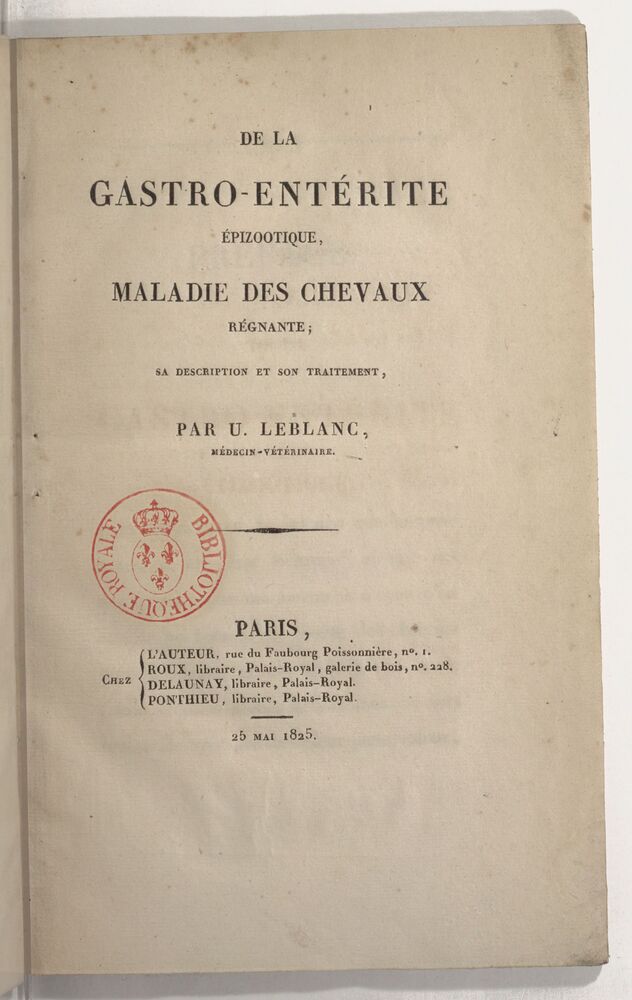 DE LA
GASTRO-ENTÉRITE
ÉPIZOOTIQUE,
MALADIE DES CHEVAUX
RÉGNANTE;
SA DESCRIPTION ET SON TRAITEMENT,
PAR U. LEBLANC,
MÉDECIN-VÉTÉRINAIRE.
BIBLIOTHEQUE ROYALE
PARIS,
CHEZ
L'AUTEUR, rue du Faubourg Poissonnière, nº. 1.
ROUX, libraire, Palais-Royal, galerie de bois, nº. 228.
DELAUNAY, libraire, Palais-Royal.
PONTHIEU, libraire, Palais-Royal.
25 MAI 1825.